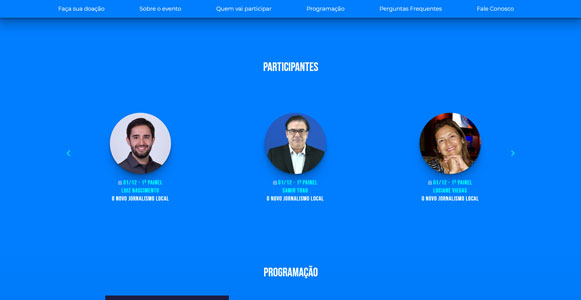 Faça sua doação
Sobre o evento
Quem vai participar
Programação
Perguntas Frequentes
Fale Conosco
PARTICIPANTES
01/12 - 1º PAINEL
LUIZ NASCIMENTO
O NOVO JORNALISMO LOCAL
01/12 - 1º PAINEL
SAMIR TRAD
O NOVO JORNALISMO LOCAL
01/12 - 1º PAINEL
LUCIANE VIEGAS
O NOVO JORNALISMO LOCAL
PROGRAMAÇÃO